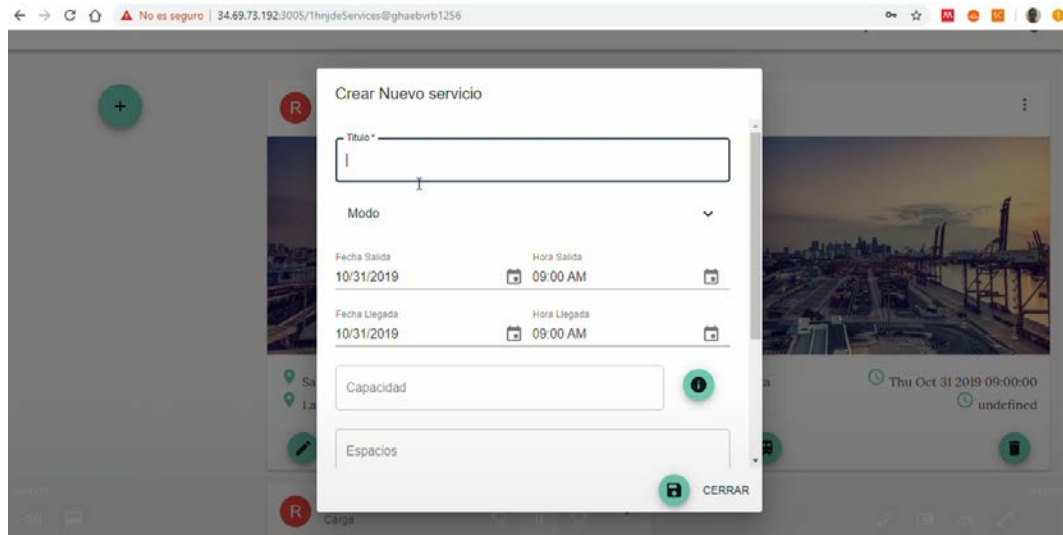 No es seguro | 34.69.73.192:3005/1hnjdeServices@ghaebvrb1256
Crear Nuevo servicio
R
Titulo *
Modo
Fecha Salida
Hora Salida
10/31/2019
09:00 AM
Fecha Llegada
Hora Llegada
10/31/2019
09:00 AM
Capacidad
Thu Oct 31 2019 09:00:00
undefined
Espacios
CERRAR
R
Carga